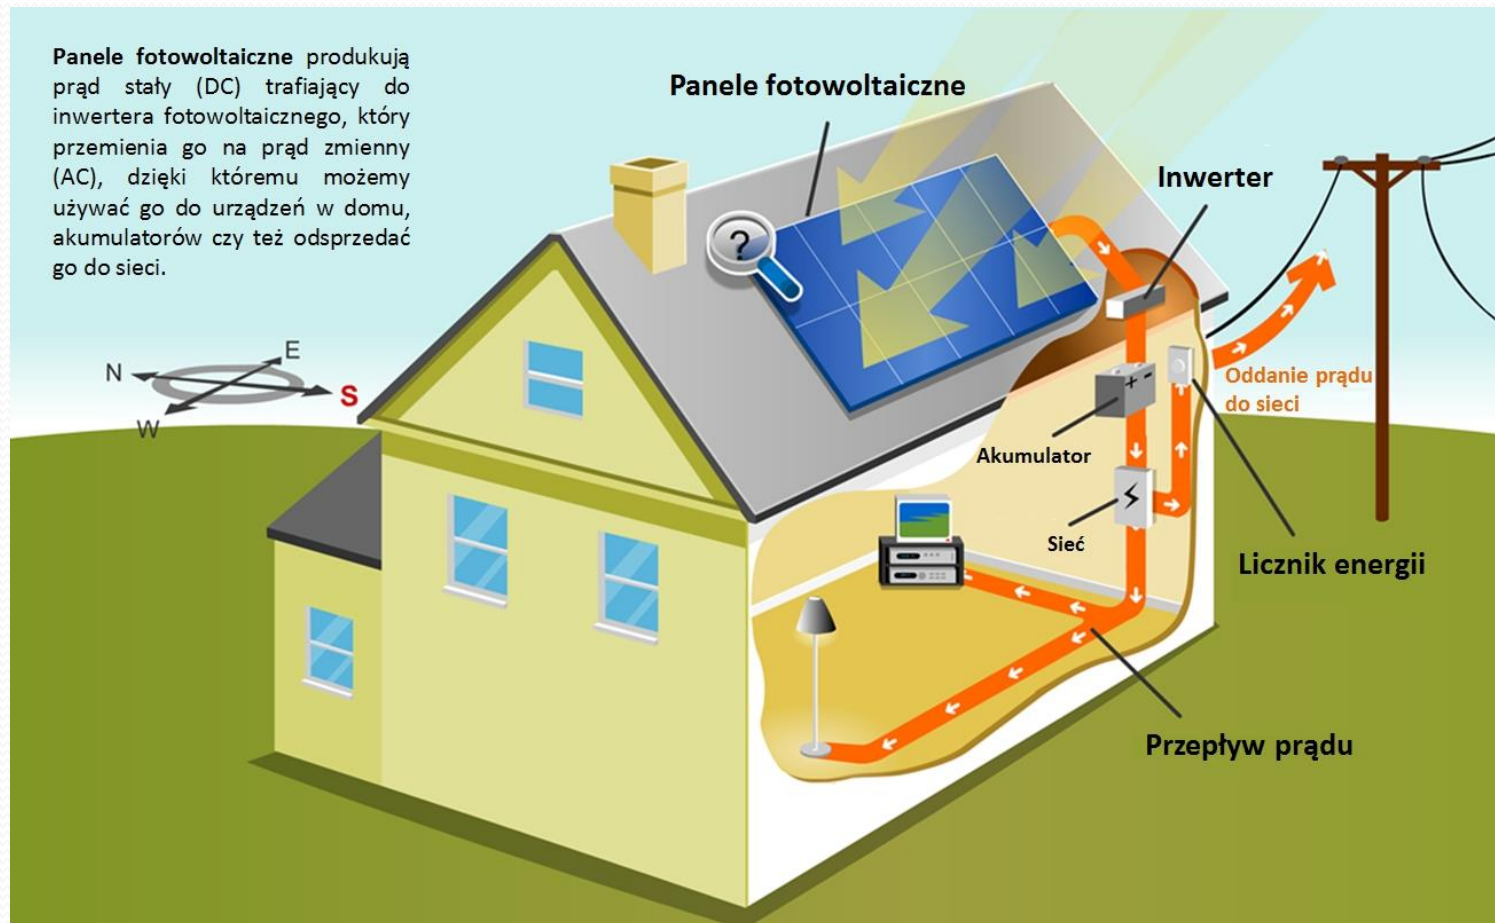 Panele fotowoltaiczne produkują
prąd stały (DC) trafiający do
inwertera fotowoltaicznego, który
przemienia go na prąd zmienny
(AC), dzięki któremu możemy
używać go do urządzeń w domu,
akumulatorów czy też odsprzedać
go do sieci.
Panele fotowoltaiczne
Inwerter
?
N
E
S
W
Oddanie prądu
do sieci
+ -
Akumulator
Sieć
Licznik energii
Przepływ prądu